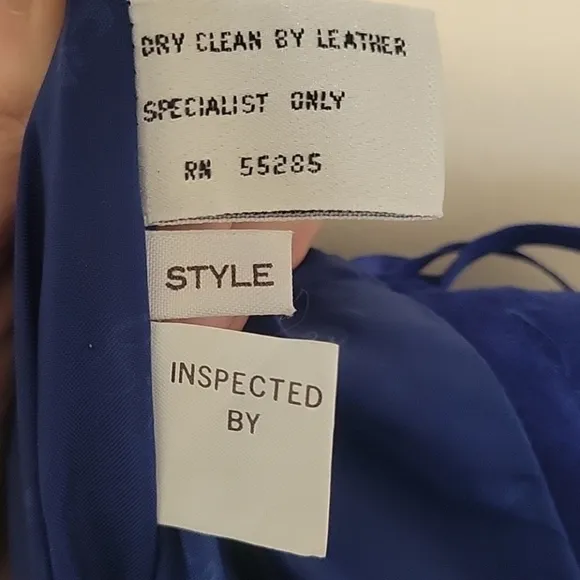 DRY CLEAN BY LEATHER
SPECIALIST ONLY
RN 55285
STYLE
INSPECTED
BY